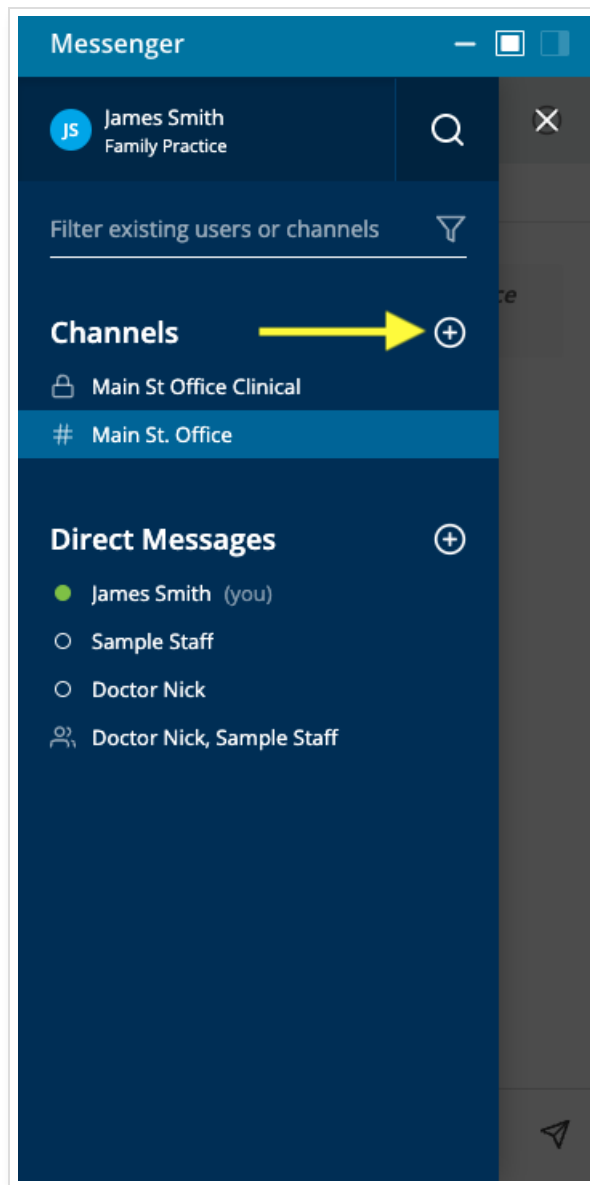 Messenger
JS
James Smith
Family Practice
Filter existing users or channels
Channels
Main St Office Clinical
# Main St. Office
Direct Messages
James Smith (you)
Sample Staff
Doctor Nick
Doctor Nick, Sample Staff